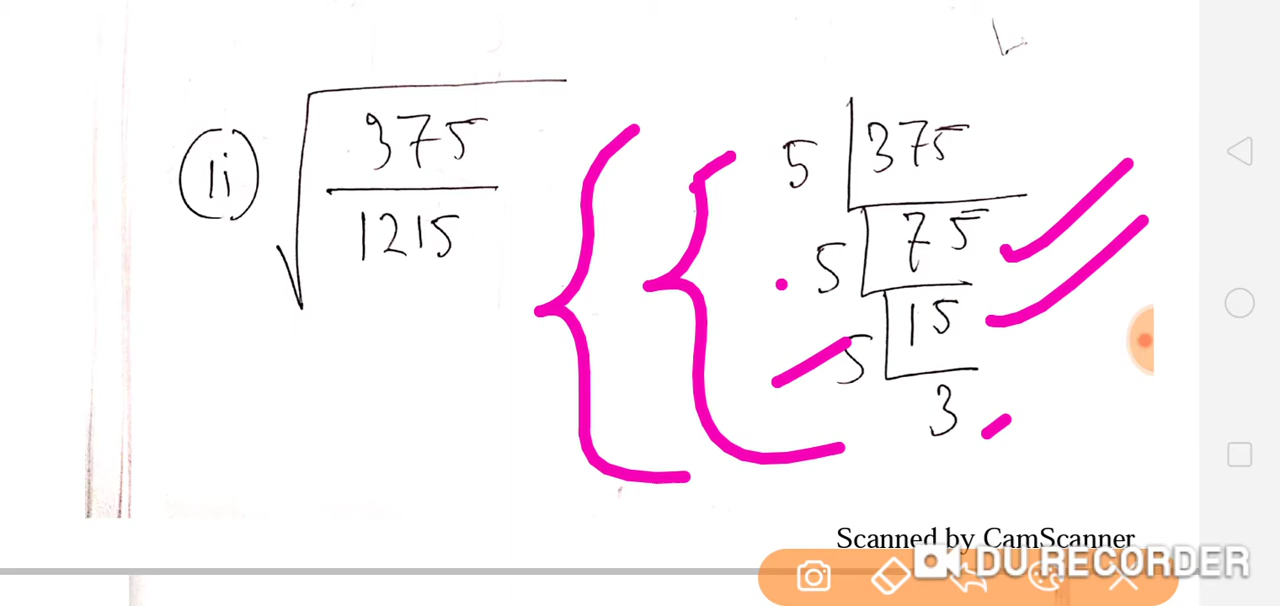 (ii) √ 375
1215
5 375
5 75
5 15
3
Scanned by CamScanner
DU RECORDER